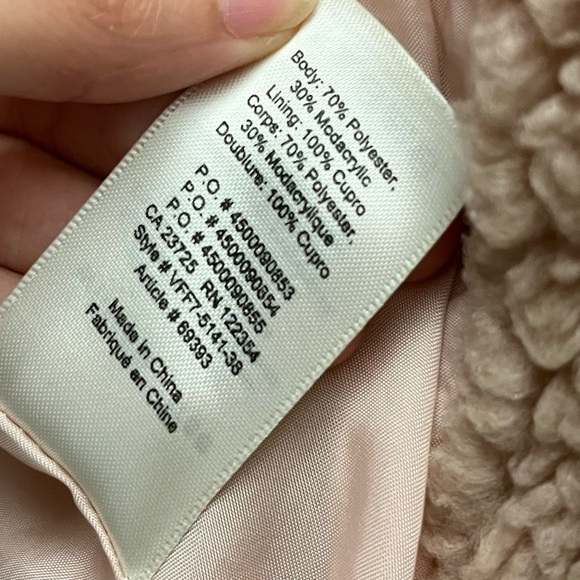 Body: 70% Polyester,
30% Modacrylic
Lining: 100% Cupro
Corps: 70% Polyester,
30% Modacrylique
Doublure: 100% Cupro
P.O. # 4500090853
P.O. # 4500090854
P.O. # 4500090855
CA 23725 RN 122354
Style # VFF7-5141-38
Article # 69393
Made in China
Fabriqué en Chine